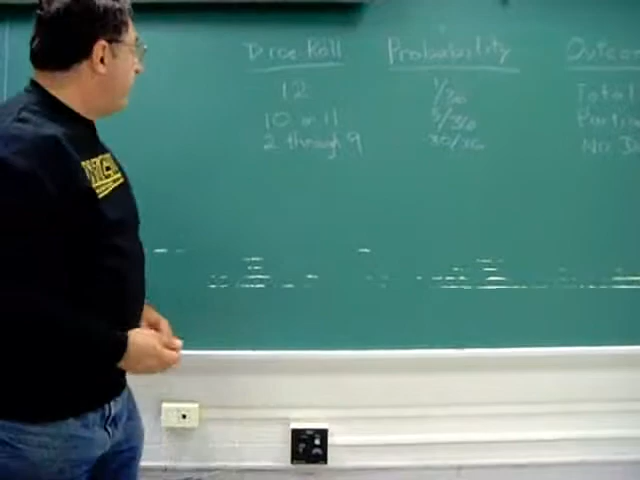 Dice Roll Probability Outcome
12 1/36 Total
10 or 11 5/36
2 through 9 30/36 No D